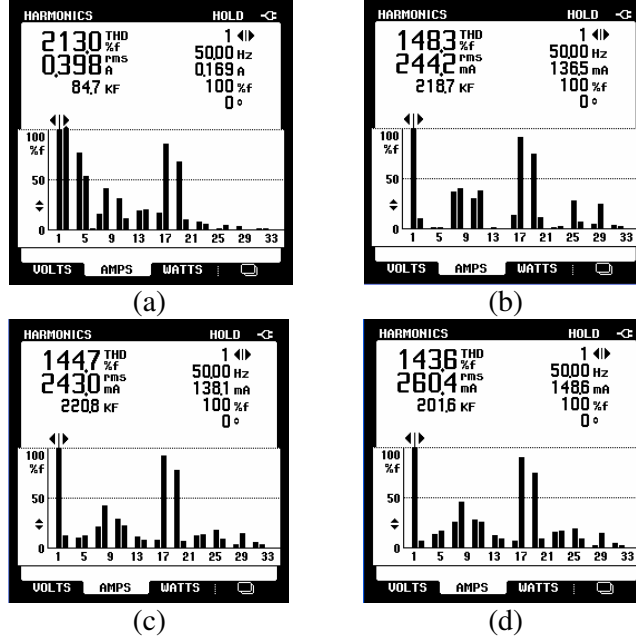 HARMONICS HOLD
213.0 THD %f 1
0.398 rms A 50.00 Hz
84.7 KF 0.169 A
100 %f
0 °
100
%f
50
0
1 5 9 13 17 21 25 29 33
VOLTS AMPS WATTS
(a)
HARMONICS HOLD
148.3 THD %f 1
244.2 rms mA 50.00 Hz
218.7 KF 136.5 mA
100 %f
0 °
100
%f
50
0
1 5 9 13 17 21 25 29 33
VOLTS AMPS WATTS
(b)
HARMONICS HOLD
144.7 THD %f 1
243.0 rms mA 50.00 Hz
220.8 KF 138.1 mA
100 %f
0 °
100
%f
50
0
1 5 9 13 17 21 25 29 33
VOLTS AMPS WATTS
(c)
HARMONICS HOLD
143.6 THD %f 1
260.4 rms mA 50.00 Hz
201.6 KF 148.6 mA
100 %f
0 °
100
%f
50
0
1 5 9 13 17 21 25 29 33
VOLTS AMPS WATTS
(d)